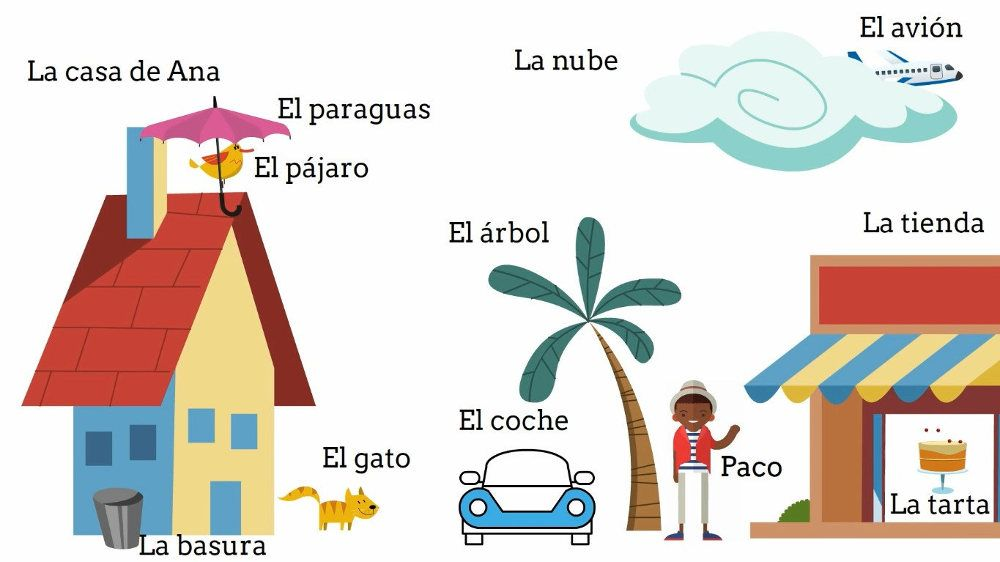 El avión
La nube
La casa de Ana
El paraguas
El pájaro
La tienda
El árbol
El coche
El gato
Paco
La tarta
La basura